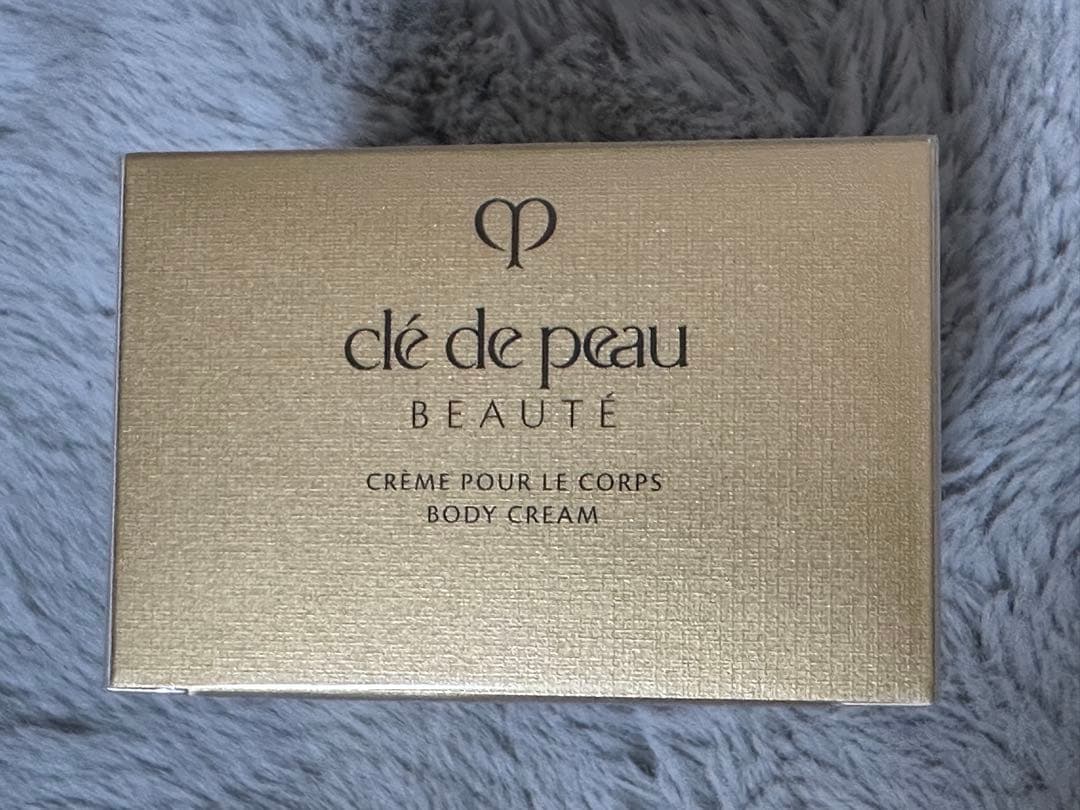 clé de peau
BEAUTÉ
CRÈME POUR LE CORPS
BODY CREAM